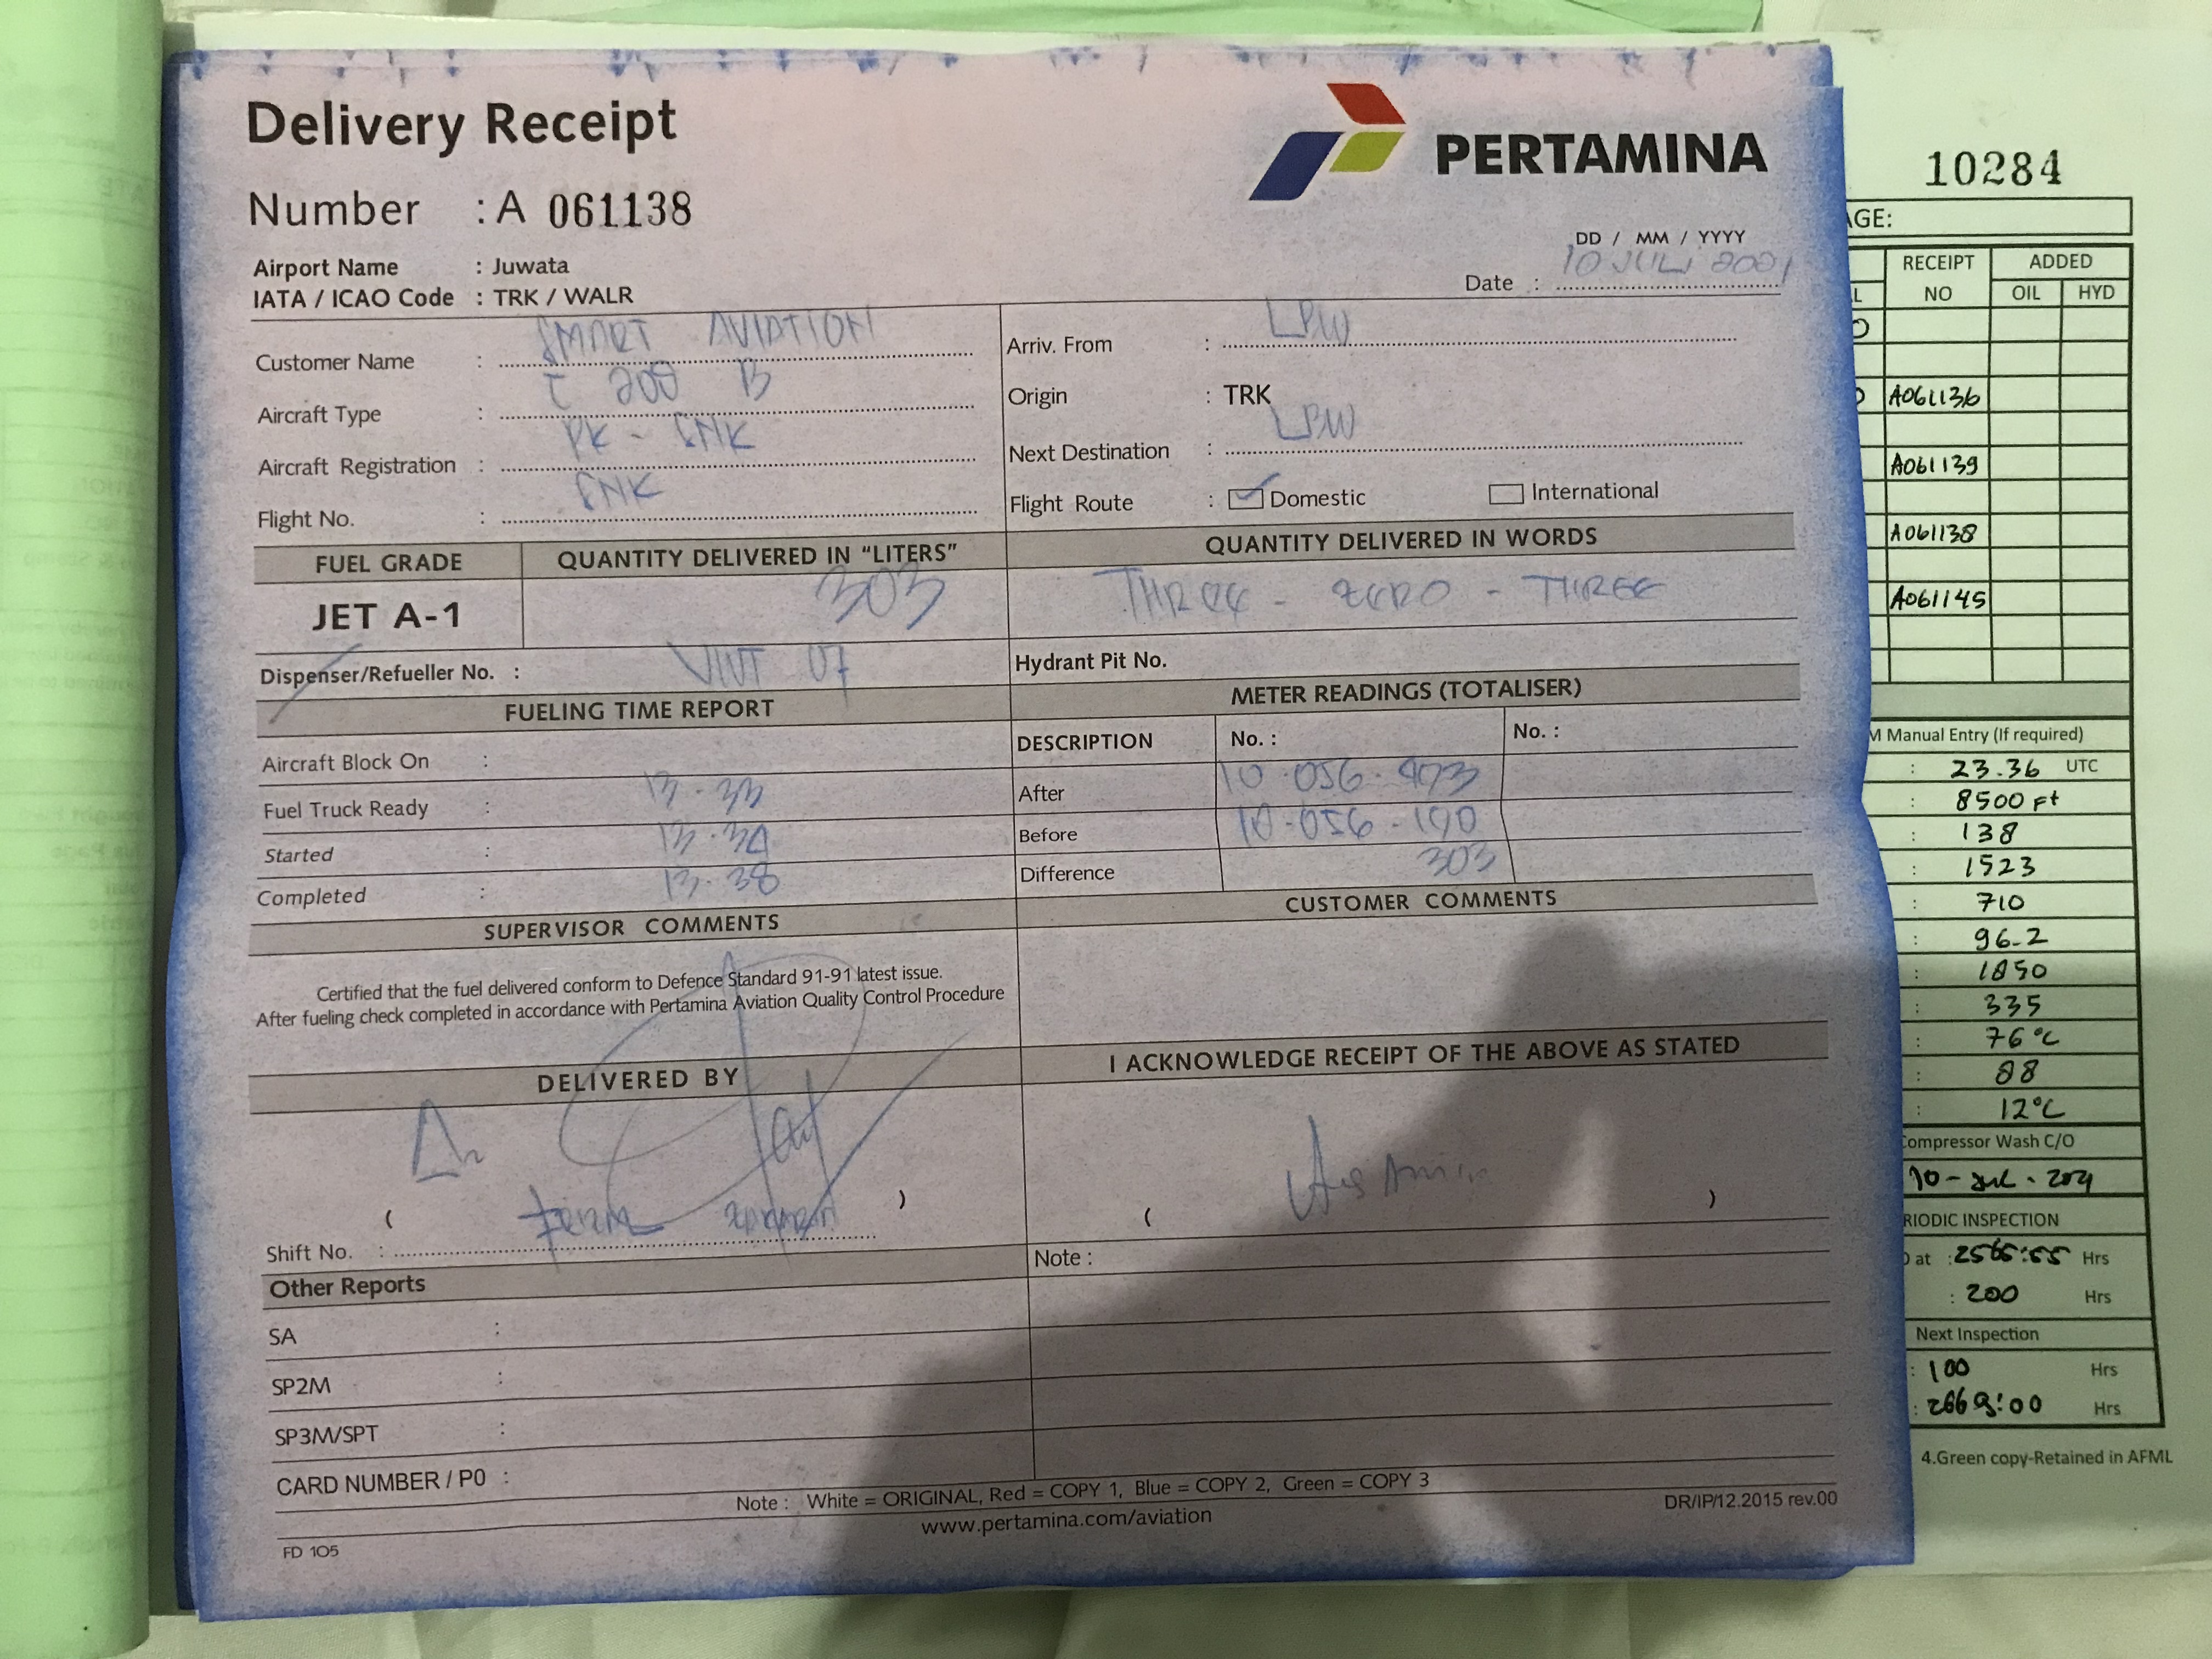 Delivery Receipt
PERTAMINA
Number : A 061138
Airport Name : Juwata
IATA / ICAO Code : TRK / WALR
DD / MM / YYYY
Date : 10 JULI 2021
Customer Name : SMART AVIATION
Aircraft Type : C 208 B
Aircraft Registration : PK - SNK
Flight No. : SNK
Arriv. From : LPW
Origin : TRK
Next Destination : LPW
Flight Route : Domestic International
FUEL GRADE QUANTITY DELIVERED IN "LITERS" QUANTITY DELIVERED IN WORDS
JET A-1 303 THREE - ZERO - THREE
Dispenser/Refueller No. : 07
Hydrant Pit No.
FUELING TIME REPORT
Aircraft Block On :
Fuel Truck Ready : 13.33
Started : 13.34
Completed : 13.38
METER READINGS (TOTALISER)
DESCRIPTION No. : No. :
After 10.056.493
Before 10.056.190
Difference 303
SUPERVISOR COMMENTS
Certified that the fuel delivered conform to Defence Standard 91-91 latest issue.
After fueling check completed in accordance with Pertamina Aviation Quality Control Procedure
CUSTOMER COMMENTS
DELIVERED BY
( )
Shift No. :
I ACKNOWLEDGE RECEIPT OF THE ABOVE AS STATED
( )
Note :
Other Reports
SA :
SP2M :
SP3M/SPT :
CARD NUMBER / P0 :
Note : White = ORIGINAL, Red = COPY 1, Blue = COPY 2, Green = COPY 3
www.pertamina.com/aviation
DR/IP/12.2015 rev.00
FD 105
10284
AGE:
RECEIPT ADDED
NO OIL HYD
A061136
A061139
A061138
A061145
M Manual Entry (If required)
: 23.36 UTC
: 8500 Ft
: 138
: 1523
: 710
: 96.2
: 1850
: 335
: 76°C
: 88
: 12°C
Compressor Wash C/O
10-JUL-2021
RIODIC INSPECTION
at : Hrs
: 200 Hrs
Next Inspection
: 100 Hrs
: Hrs
4.Green copy-Retained in AFML